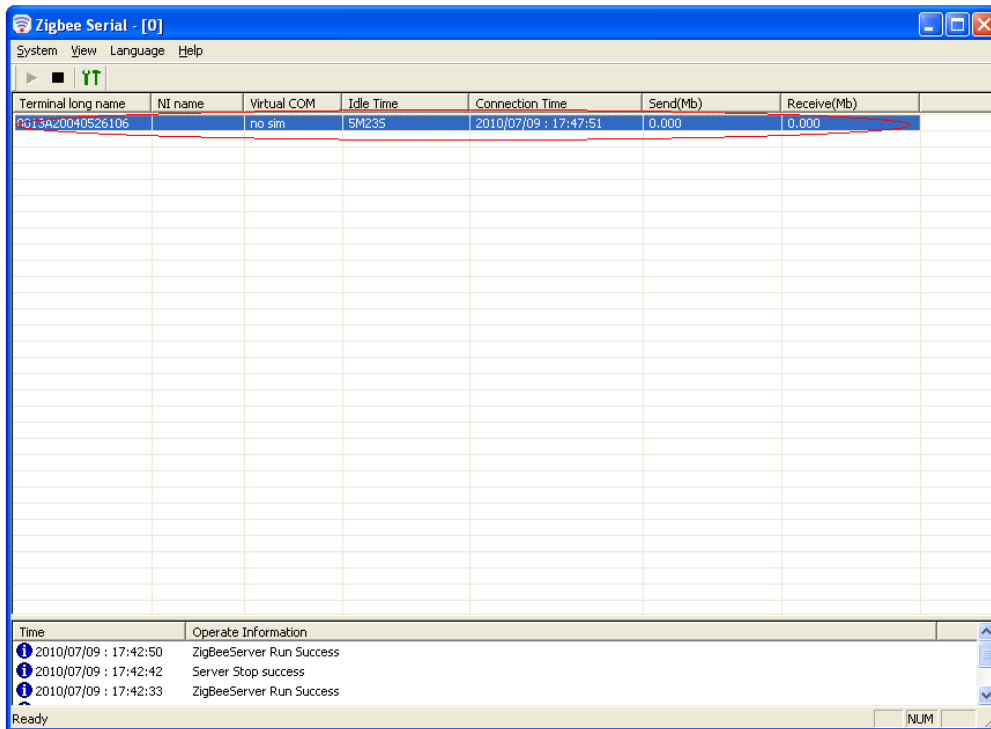 Zigbee Serial - [0]
System View Language Help
Terminal long name NI name Virtual COM Idle Time Connection Time Send(Mb) Receive(Mb)
0013A20040526106 no sim 5M23S 2010/07/09 : 17:47:51 0.000 0.000
Time Operate Information
2010/07/09 : 17:42:50 ZigBeeServer Run Success
2010/07/09 : 17:42:42 Server Stop success
2010/07/09 : 17:42:33 ZigBeeServer Run Success
Ready NUM